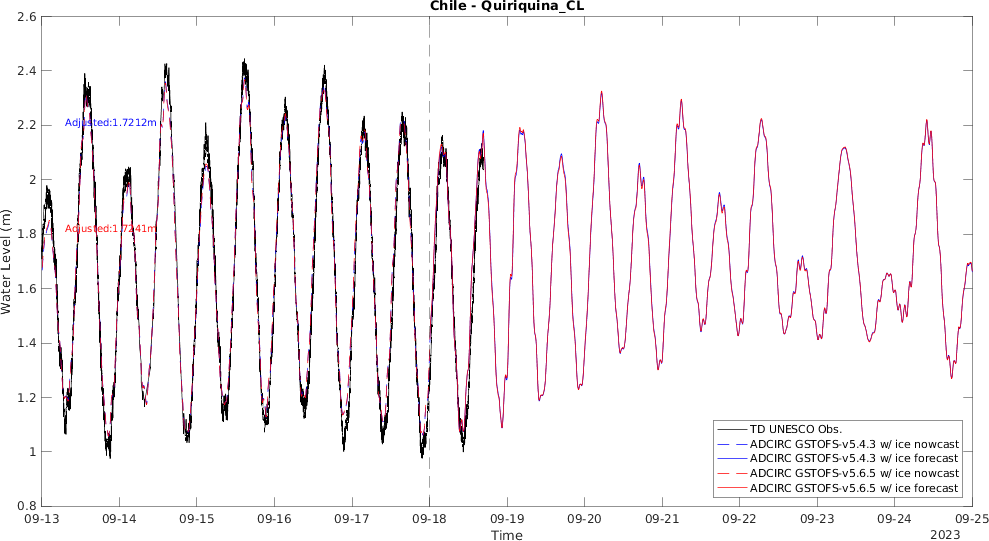 Chile - Quiriquina_CL
2.6
2.4
2.2
2
1.8
1.6
1.4
1.2
1
0.8
Water Level (m)
Adjusted:1.7212m
Adjusted:1.7241m
TD UNESCO Obs.
ADCIRC GSTOFS-v5.4.3 w/ ice nowcast
ADCIRC GSTOFS-v5.4.3 w/ ice forecast
ADCIRC GSTOFS-v5.6.5 w/ ice nowcast
ADCIRC GSTOFS-v5.6.5 w/ ice forecast
09-13 09-14 09-15 09-16 09-17 09-18 09-19 09-20 09-21 09-22 09-23 09-24 09-25
Time
2023